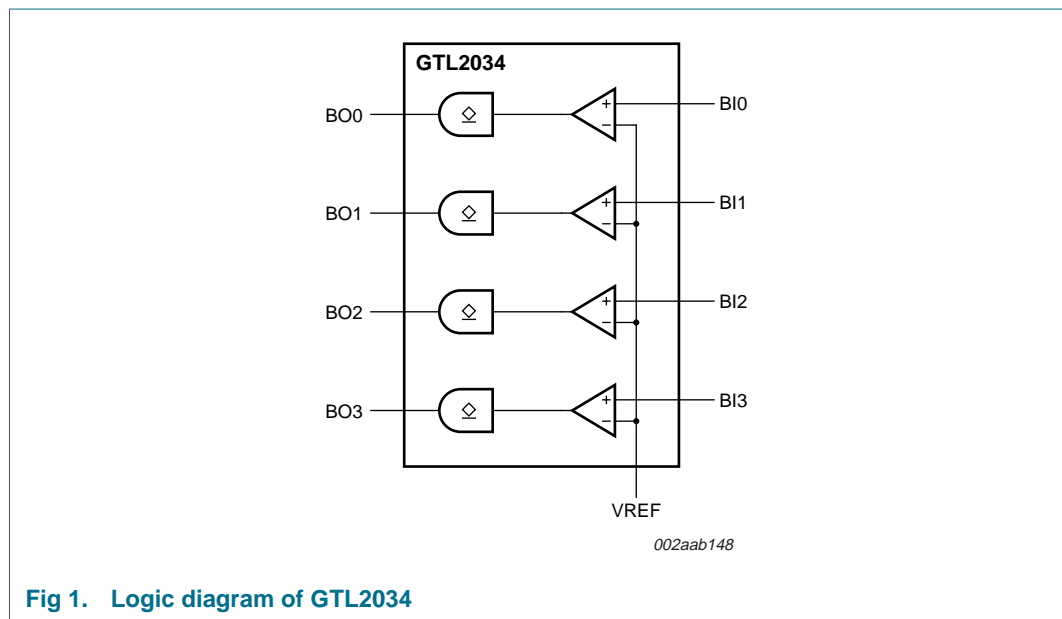 GTL2034
BO0
+
−
BI0
BO1
+
−
BI1
BO2
+
−
BI2
BO3
+
−
BI3
VREF
002aab148
Fig 1. Logic diagram of GTL2034